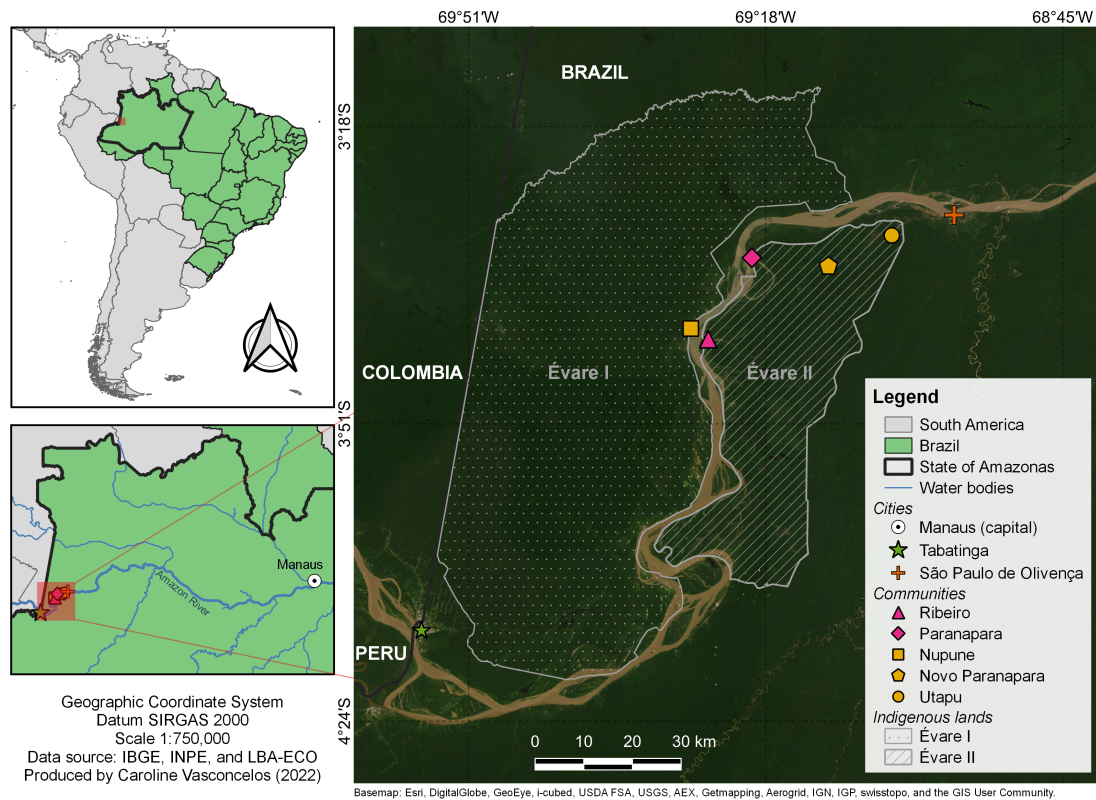 69°51'W
69°18'W
68°45'W
3°18'S
3°51'S
4°24'S
BRAZIL
COLOMBIA
PERU
Évare I
Évare II
0 10 20 30 km
Legend
South America
Brazil
State of Amazonas
Water bodies
Cities
Manaus (capital)
Tabatinga
São Paulo de Olivença
Communities
Ribeiro
Paranapara
Nupune
Novo Paranapara
Utapu
Indigenous lands
Évare I
Évare II
Manaus
Amazon River
Geographic Coordinate System
Datum SIRGAS 2000
Scale 1:750,000
Data source: IBGE, INPE, and LBA-ECO
Produced by Caroline Vasconcelos (2022)
Basemap: Esri, DigitalGlobe, GeoEye, i-cubed, USDA FSA, USGS, AEX, Getmapping, Aerogrid, IGN, IGP, swisstopo, and the GIS User Community.